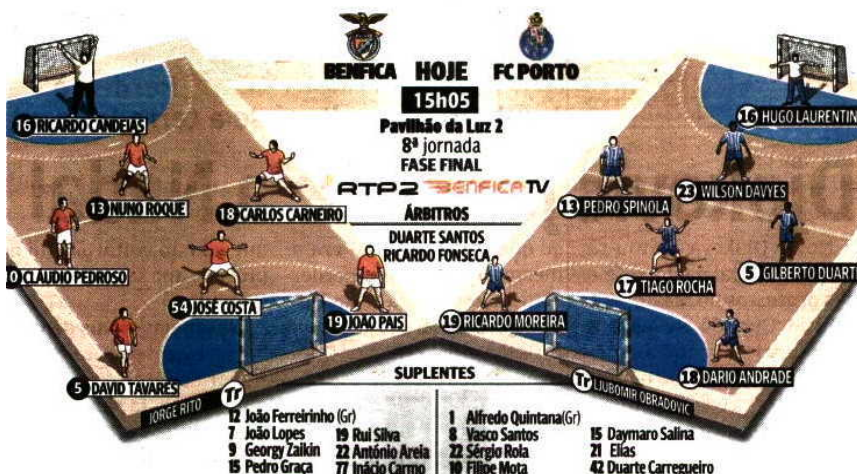 BENFICA HOJE FC PORTO
15h05
Pavilhão da Luz 2
8ª jornada
FASE FINAL
RTP2 BENFICA TV
ÁRBITROS
DUARTE SANTOS
RICARDO FONSECA
16 RICARDO CANDEIAS
13 NUNO ROQUE
18 CARLOS CARNEIRO
0 CLÁUDIO PEDROSO
54 JOSÉ COSTA
19 JOÃO PAIS
5 DAVID TAVARES
Tr JORGE RITO
16 HUGO LAURENTIN
23 WILSON DAVYES
13 PEDRO SPINOLA
5 GILBERTO DUART
17 TIAGO ROCHA
RICARDO MOREIRA
18 DARIO ANDRADE
Tr LJUBOMIR OBRADOVIC
SUPLENTES
12 João Ferreirinho (Gr)
7 João Lopes
9 Georgy Zaikin
15 Pedro Graça
19 Rui Silva
22 António Areia
77 Inácio Carmo
1 Alfredo Quintana(Gr)
8 Vasco Santos
22 Sérgio Rola
10 Filipe Mota
15 Daymaro Salina
21 Elias
42 Duarte Carregueiro